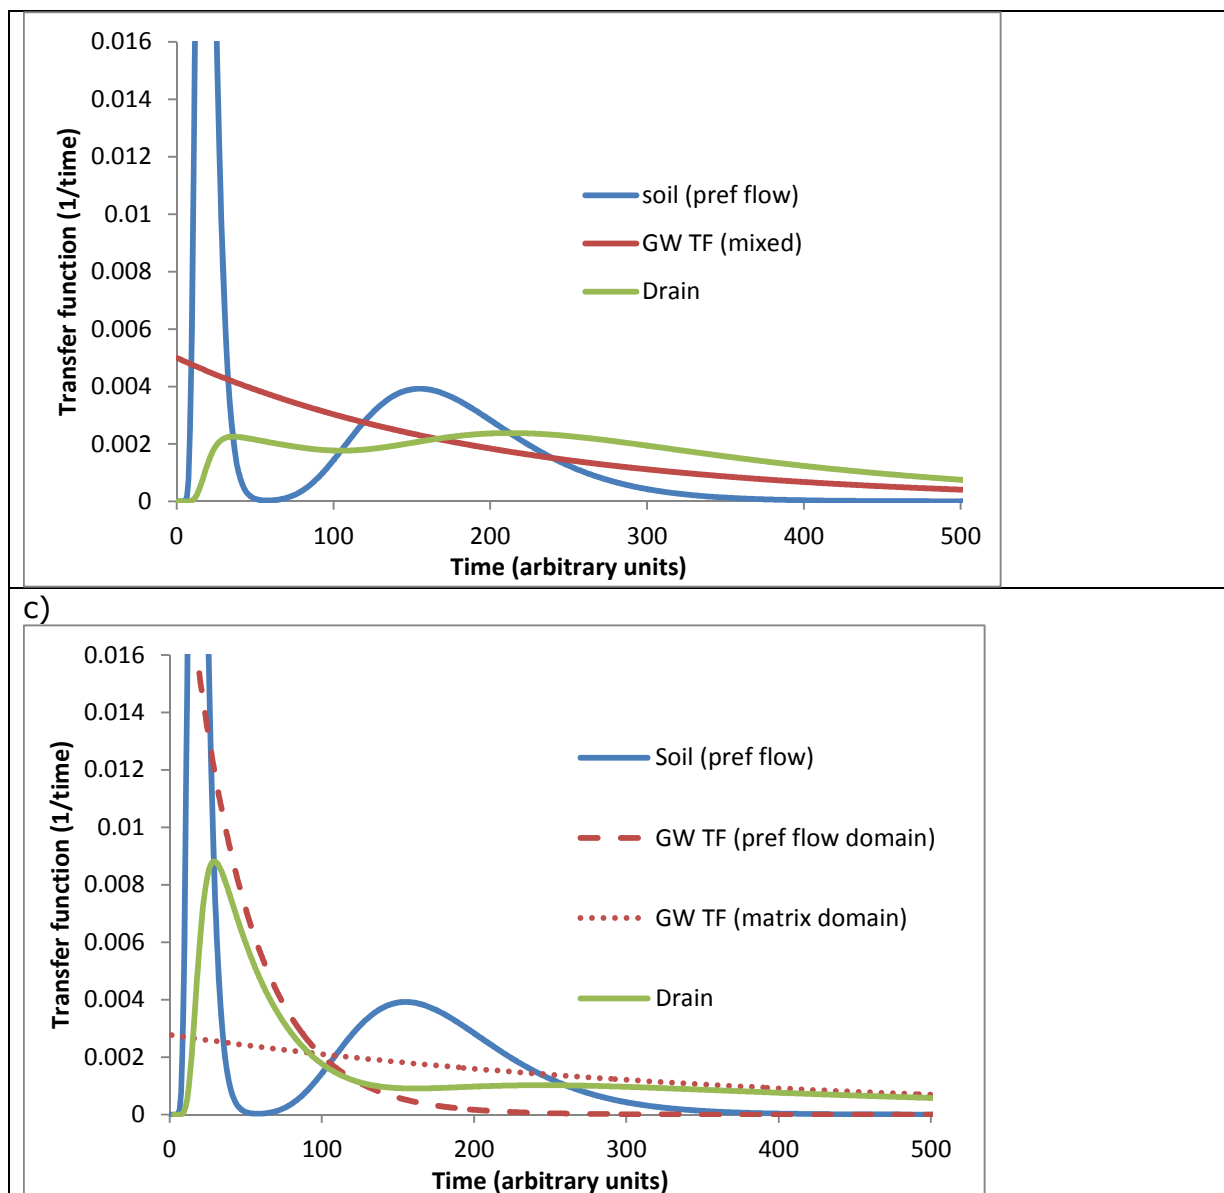 0.016
0.014
0.012
0.01
0.008
0.006
0.004
0.002
0
Transfer function (1/time)
soil (pref flow)
GW TF (mixed)
Drain
0 100 200 300 400 500
Time (arbitrary units)
c)
0.016
0.014
0.012
0.01
0.008
0.006
0.004
0.002
0
Transfer function (1/time)
Soil (pref flow)
GW TF (pref flow domain)
GW TF (matrix domain)
Drain
0 100 200 300 400 500
Time (arbitrary units)